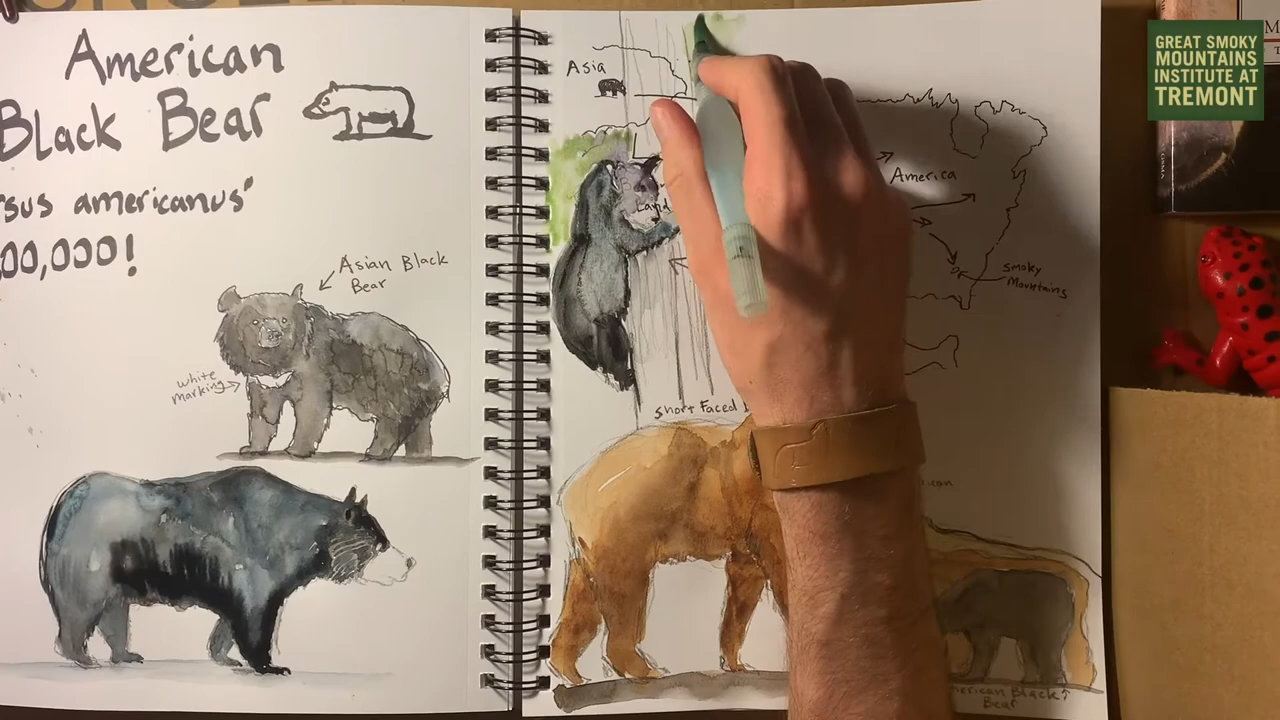 American
Black Bear
americanus"
00,000!
Asian Black
Bear
white
marking
Asia
Land
America
Smoky
Mountains
Short Faced
American Black
Bear
GREAT SMOKY
MOUNTAINS
INSTITUTE AT
TREMONT